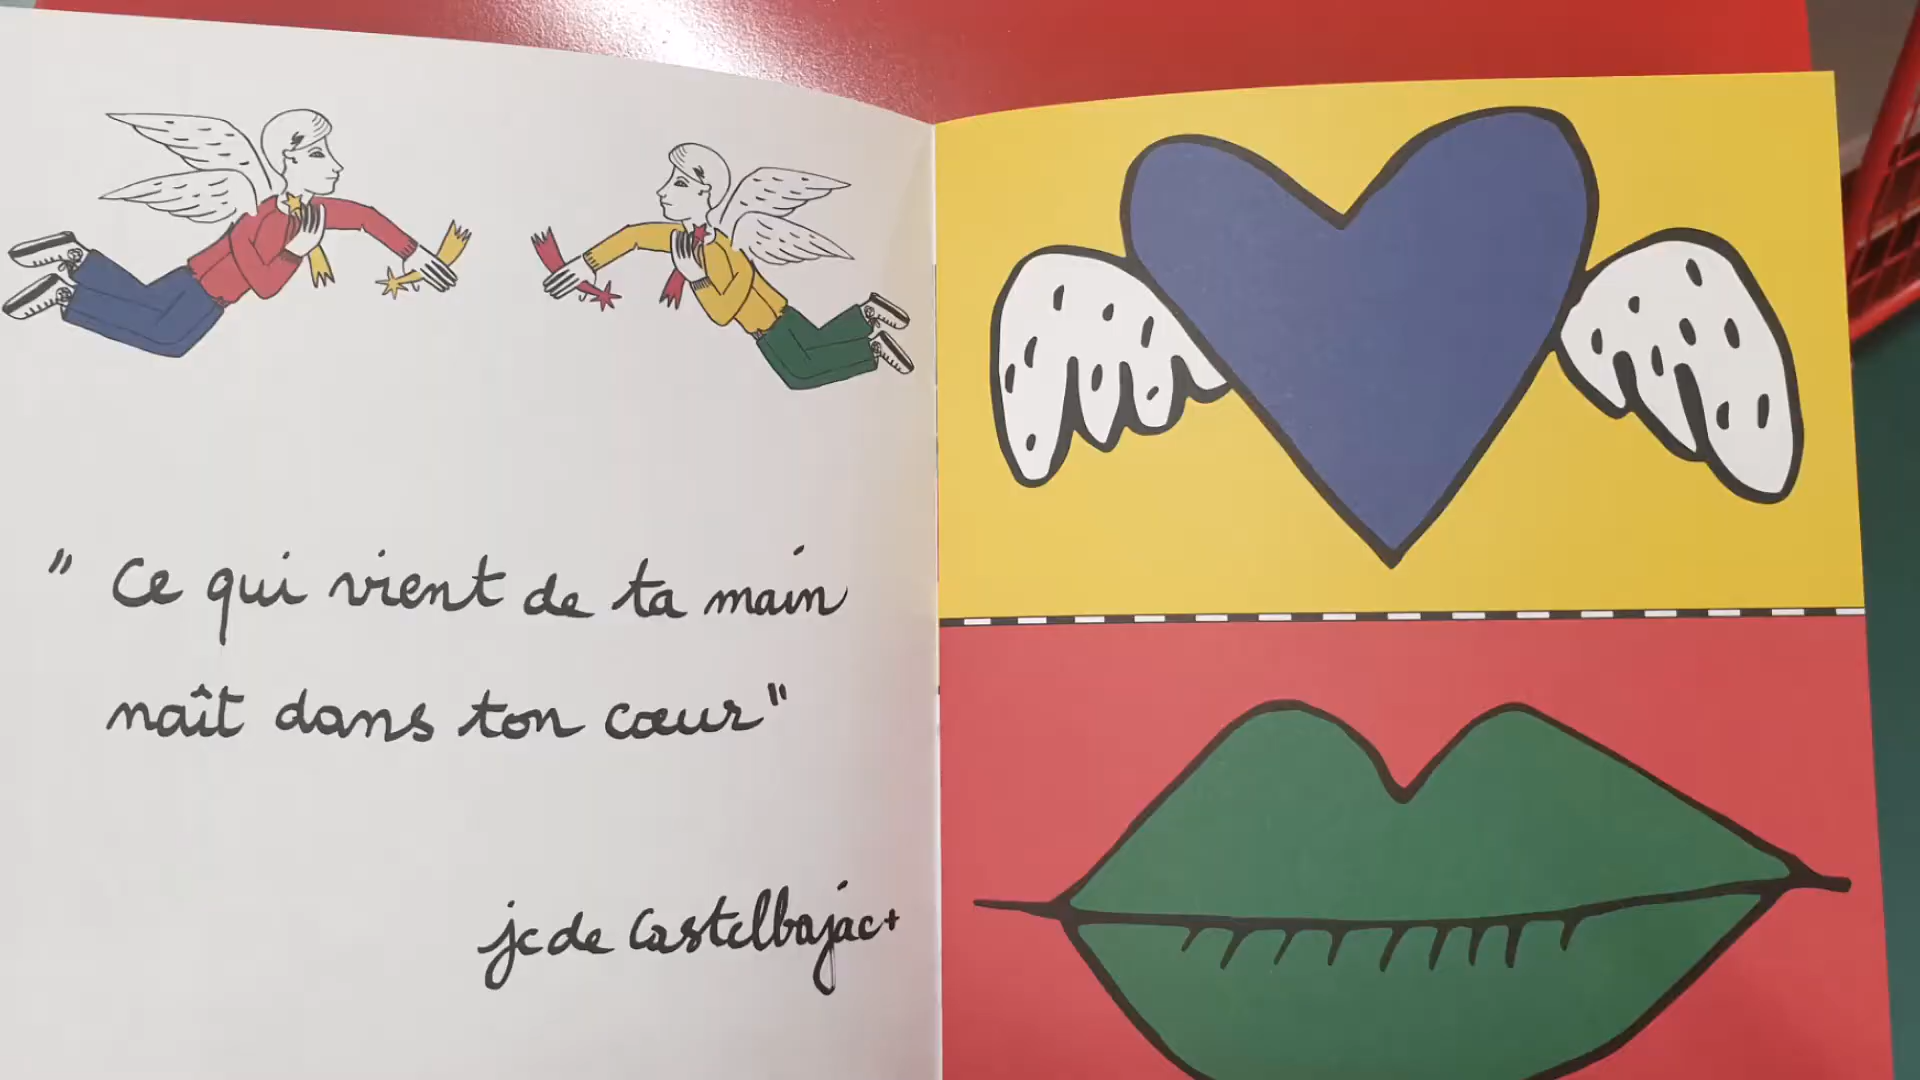 " Ce qui vient de ta main
naît dans ton cœur"
jc de Castelbajac+